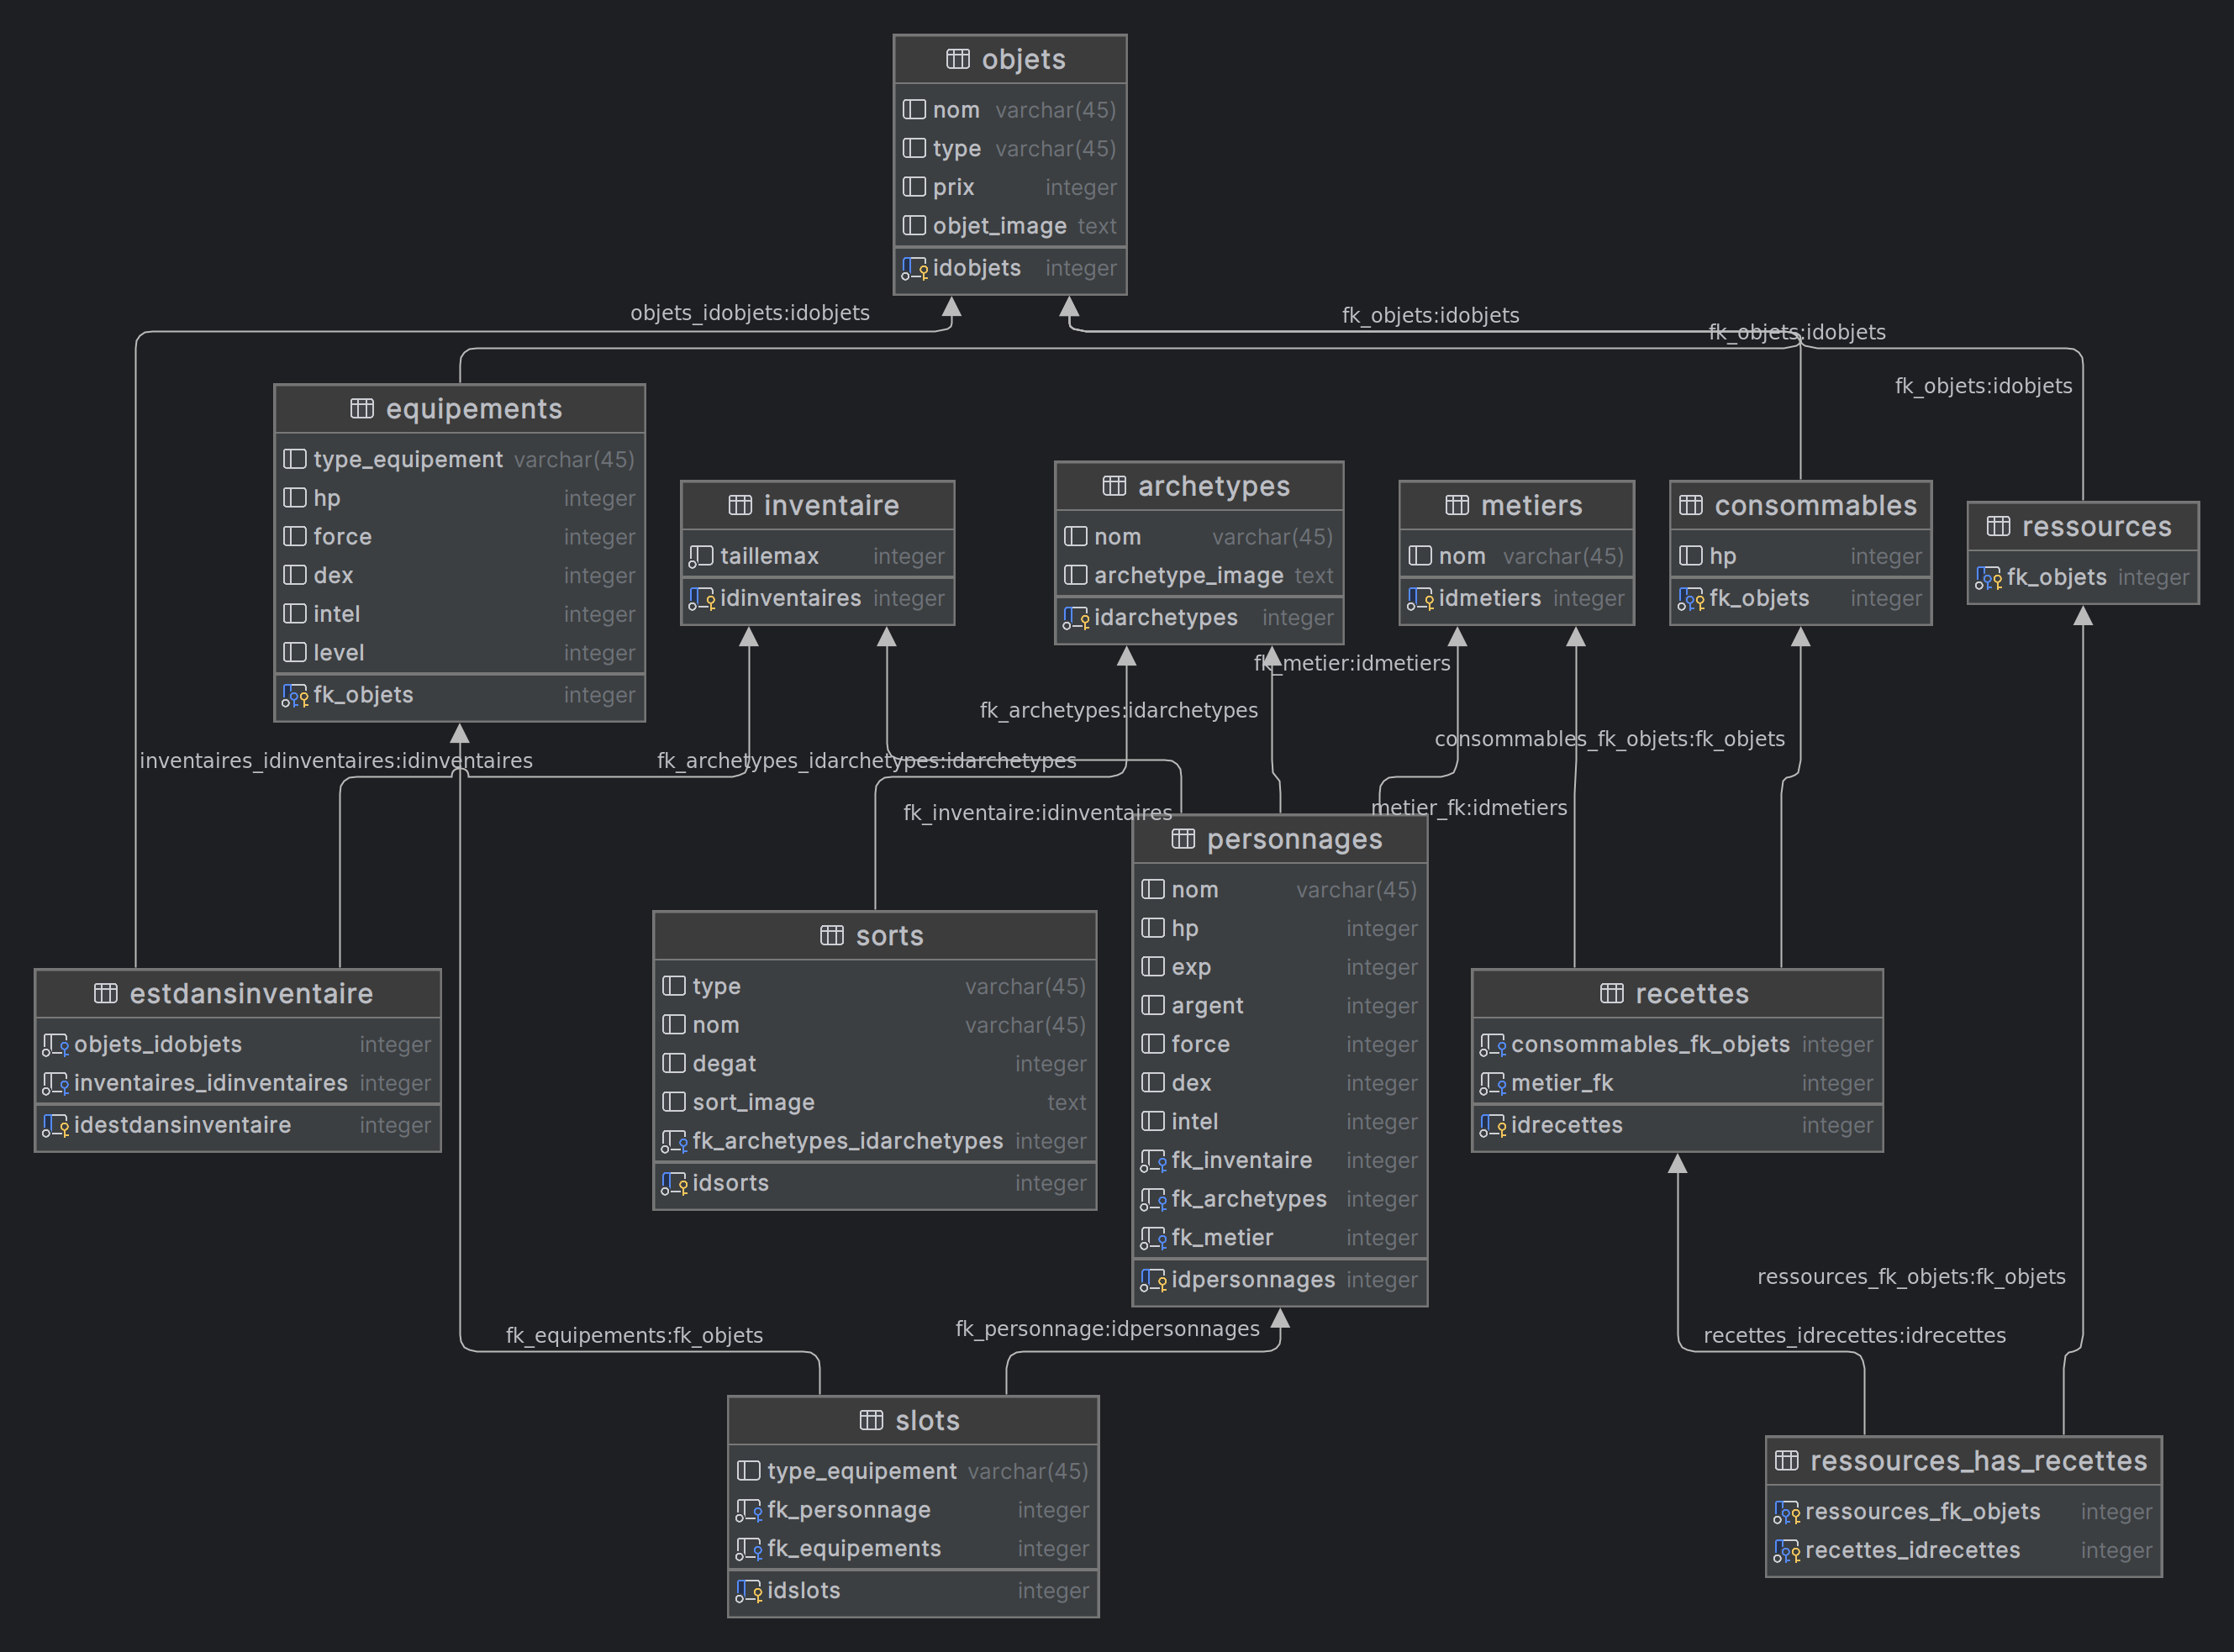 objets
nom varchar(45)
type varchar(45)
prix integer
objet_image text
idobjets integer
objets_idobjets:idobjets
fk_objets:idobjets
fk_objets:idobjets
fk_objets:idobjets
equipements
type_equipement varchar(45)
hp integer
force integer
dex integer
intel integer
level integer
fk_objets integer
inventaire
taillemax integer
idinventaires integer
archetypes
nom varchar(45)
archetype_image text
idarchetypes integer
metiers
nom varchar(45)
idmetiers integer
consommables
hp integer
fk_objets integer
ressources
fk_objets integer
fk_metier:idmetiers
fk_archetypes:idarchetypes
consommables_fk_objets:fk_objets
inventaires_idinventaires:idinventaires
fk_archetypes_idarchetypes:idarchetypes
metier_fk:idmetiers
fk_inventaire:idinventaires
personnages
nom varchar(45)
hp integer
exp integer
argent integer
force integer
dex integer
intel integer
fk_inventaire integer
fk_archetypes integer
fk_metier integer
idpersonnages integer
sorts
type varchar(45)
nom varchar(45)
degat integer
sort_image text
fk_archetypes_idarchetypes integer
idsorts integer
estdansinventaire
objets_idobjets integer
inventaires_idinventaires integer
idestdansinventaire integer
recettes
consommables_fk_objets integer
metier_fk integer
idrecettes integer
ressources_fk_objets:fk_objets
fk_equipements:fk_objets
fk_personnage:idpersonnages
recettes_idrecettes:idrecettes
slots
type_equipement varchar(45)
fk_personnage integer
fk_equipements integer
idslots integer
ressources_has_recettes
ressources_fk_objets integer
recettes_idrecettes integer